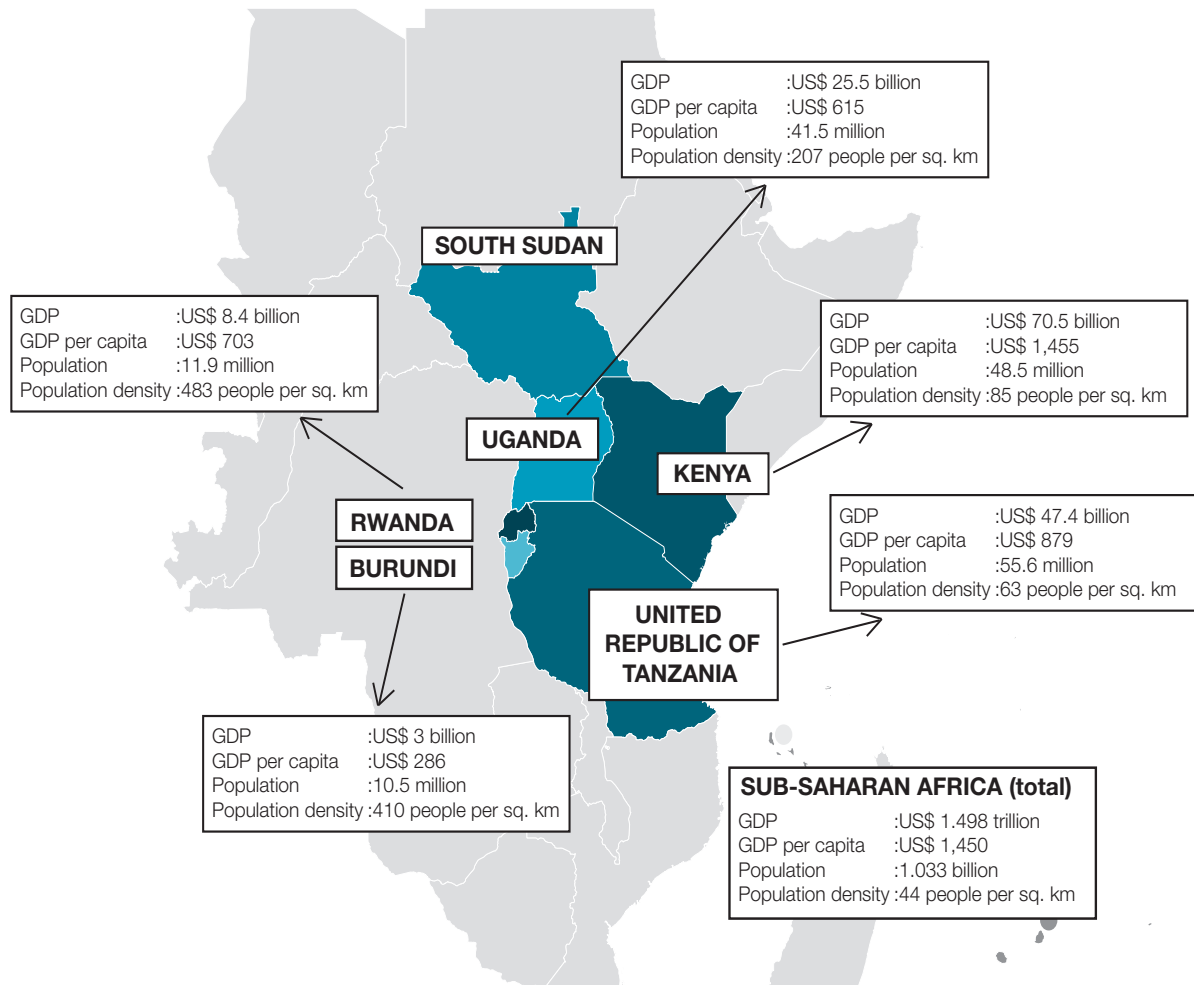 GDP :US$ 25.5 billion
GDP per capita :US$ 615
Population :41.5 million
Population density :207 people per sq. km
SOUTH SUDAN
GDP :US$ 8.4 billion
GDP per capita :US$ 703
Population :11.9 million
Population density :483 people per sq. km
GDP :US$ 70.5 billion
GDP per capita :US$ 1,455
Population :48.5 million
Population density :85 people per sq. km
UGANDA
KENYA
RWANDA
BURUNDI
GDP :US$ 47.4 billion
GDP per capita :US$ 879
Population :55.6 million
Population density :63 people per sq. km
UNITED
REPUBLIC OF
TANZANIA
GDP :US$ 3 billion
GDP per capita :US$ 286
Population :10.5 million
Population density :410 people per sq. km
SUB-SAHARAN AFRICA (total)
GDP :US$ 1.498 trillion
GDP per capita :US$ 1,450
Population :1.033 billion
Population density :44 people per sq. km